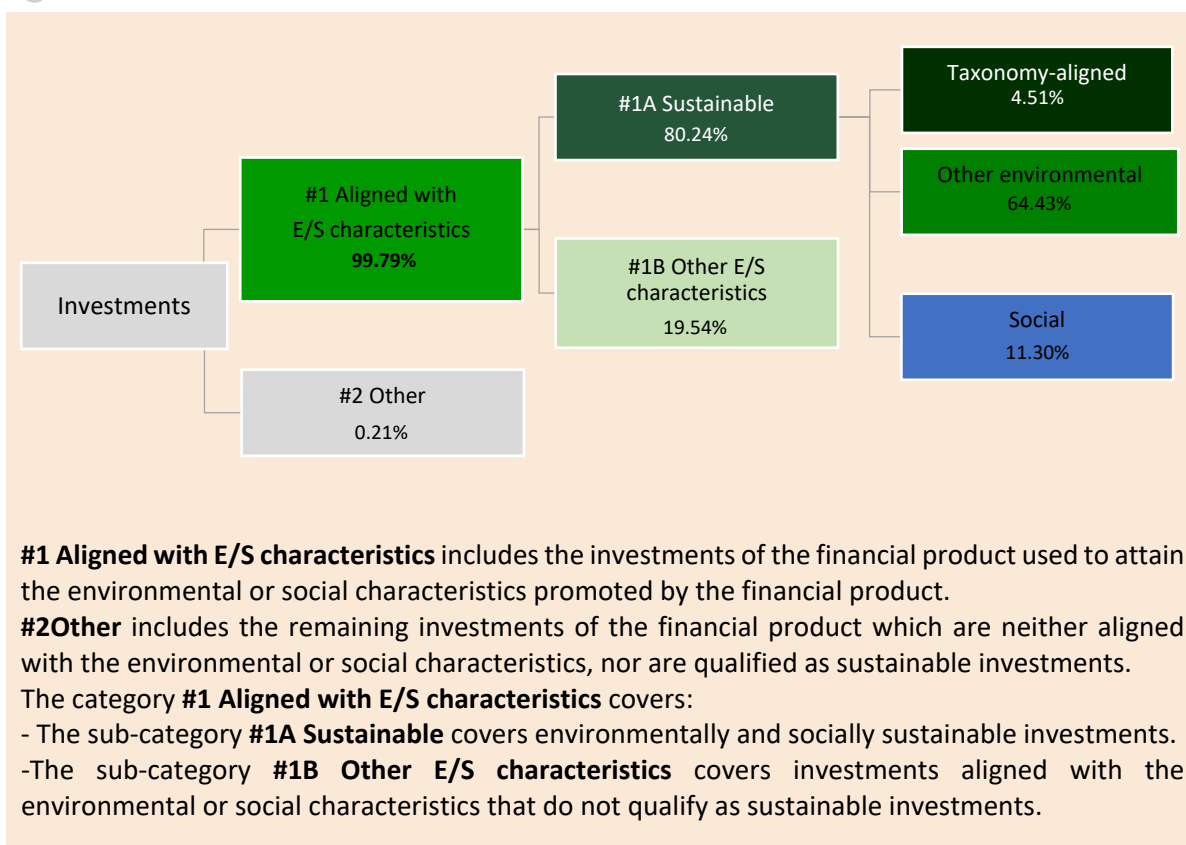 Investments
#1 Aligned with
E/S characteristics
99.79%
#2 Other
0.21%
#1A Sustainable
80.24%
#1B Other E/S
characteristics
19.54%
Taxonomy-aligned
4.51%
Other environmental
64.43%
Social
11.30%
#1 Aligned with E/S characteristics includes the investments of the financial product used to attain
the environmental or social characteristics promoted by the financial product.
#2Other includes the remaining investments of the financial product which are neither aligned
with the environmental or social characteristics, nor are qualified as sustainable investments.
The category #1 Aligned with E/S characteristics covers:
- The sub-category #1A Sustainable covers environmentally and socially sustainable investments.
-The sub-category #1B Other E/S characteristics covers investments aligned with the
environmental or social characteristics that do not qualify as sustainable investments.